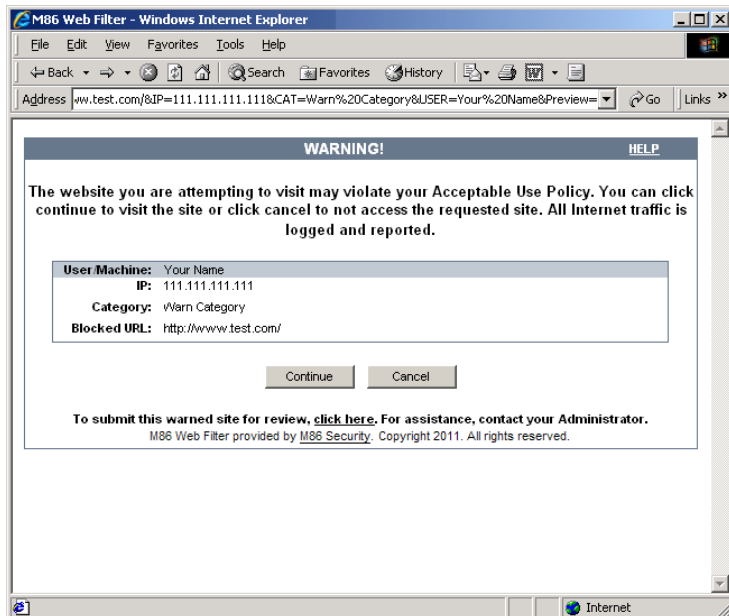 M86 Web Filter - Windows Internet Explorer
File Edit View Favorites Tools Help
Back Search Favorites History
Address ww.test.com/&IP=111.111.111.111&CAT=Warn%20Category&USER=Your%20Name&Preview= Go Links »
WARNING! HELP
The website you are attempting to visit may violate your Acceptable Use Policy. You can click
continue to visit the site or click cancel to not access the requested site. All Internet traffic is
logged and reported.
User/Machine: Your Name
IP: 111.111.111.111
Category: Warn Category
Blocked URL: http://www.test.com/
Continue Cancel
To submit this warned site for review, click here. For assistance, contact your Administrator.
M86 Web Filter provided by M86 Security. Copyright 2011. All rights reserved.
Internet